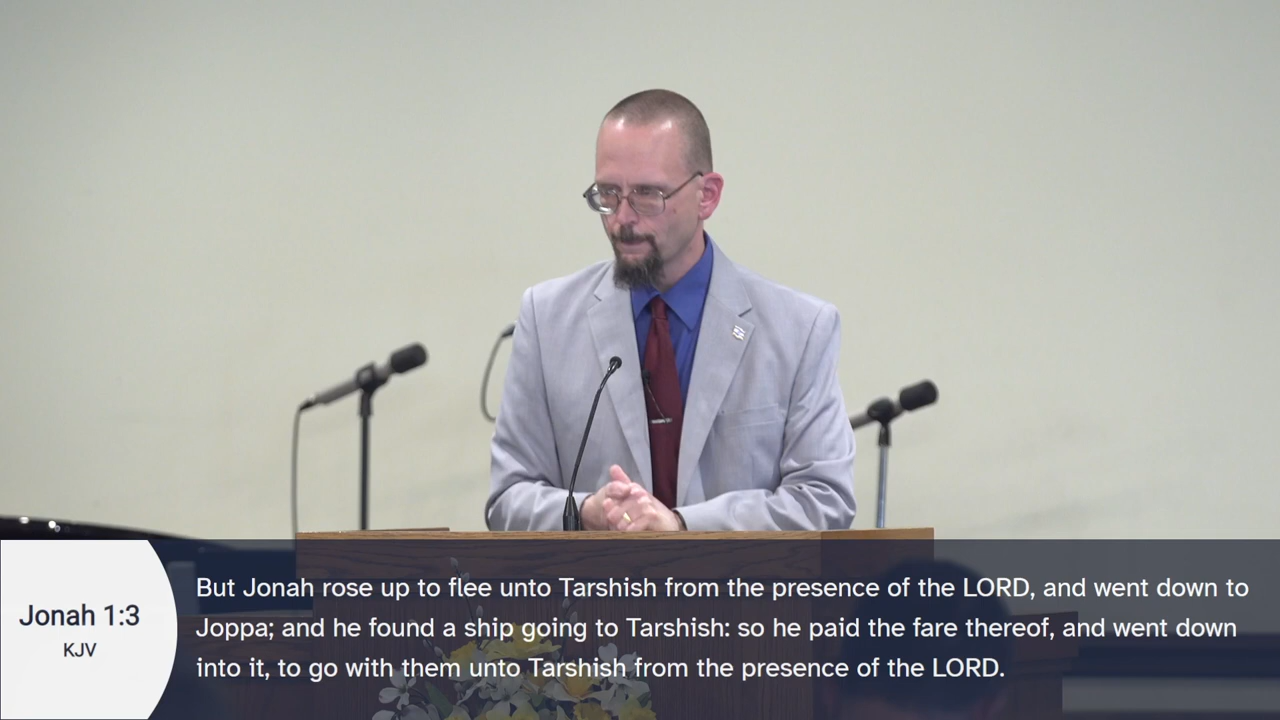 Jonah 1:3
KJV
But Jonah rose up to flee unto Tarshish from the presence of the LORD, and went down to
Joppa; and he found a ship going to Tarshish: so he paid the fare thereof, and went down
into it, to go with them unto Tarshish from the presence of the LORD.